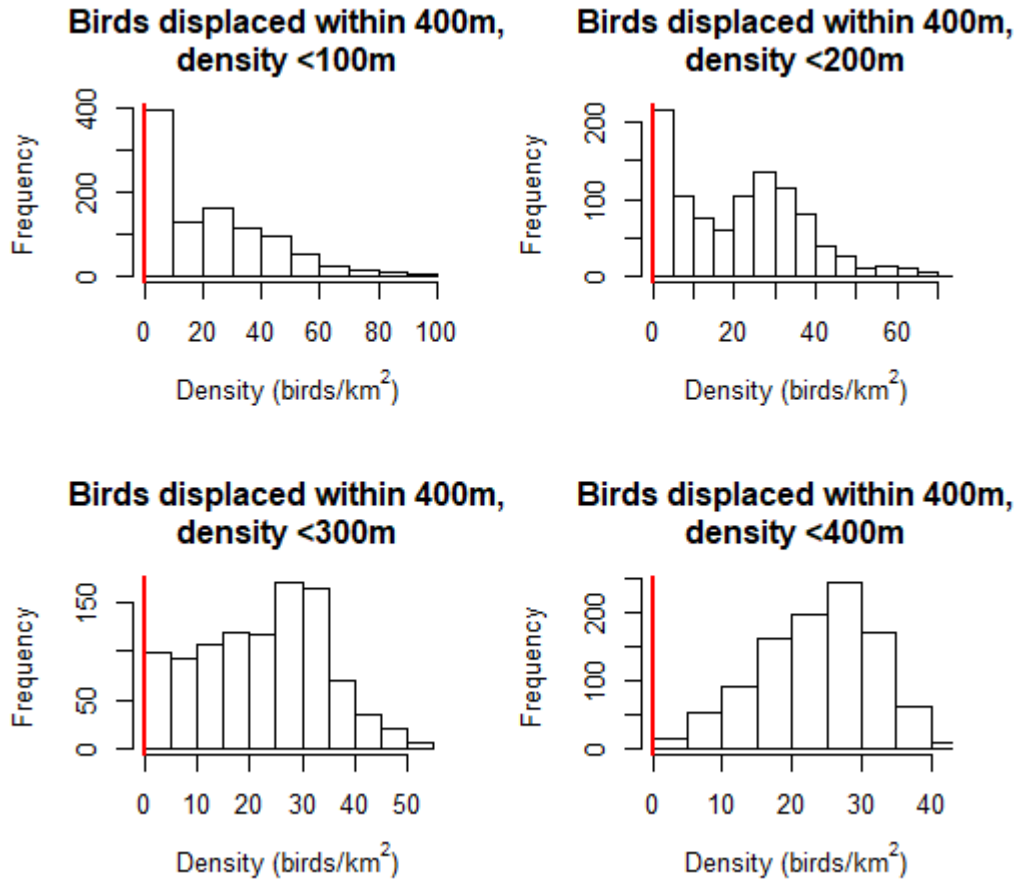 Birds displaced within 400m,
density <100m
Frequency
0 200 400
0 20 40 60 80 100
Density (birds/km²)
Birds displaced within 400m,
density <200m
Frequency
0 100 200
0 20 40 60
Density (birds/km²)
Birds displaced within 400m,
density <300m
Frequency
0 50 150
0 10 20 30 40 50
Density (birds/km²)
Birds displaced within 400m,
density <400m
Frequency
0 100 200
0 10 20 30 40
Density (birds/km²)